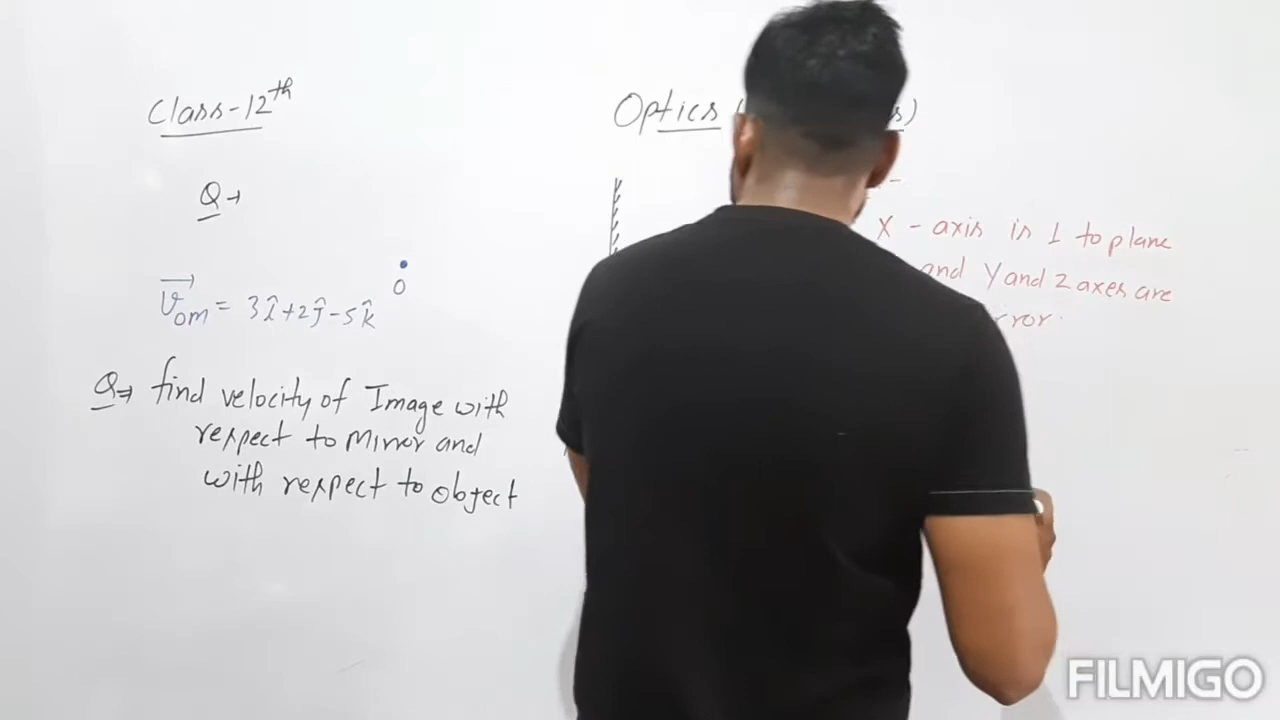 Class-12th
Optics (
Q→
X - axis is ⊥ to plane
and Y and Z axes are
O
v⃗om = 3î+2ĵ-5k̂
Q⇒ find velocity of Image with
respect to Mirror and
with respect to object
FILMIGO